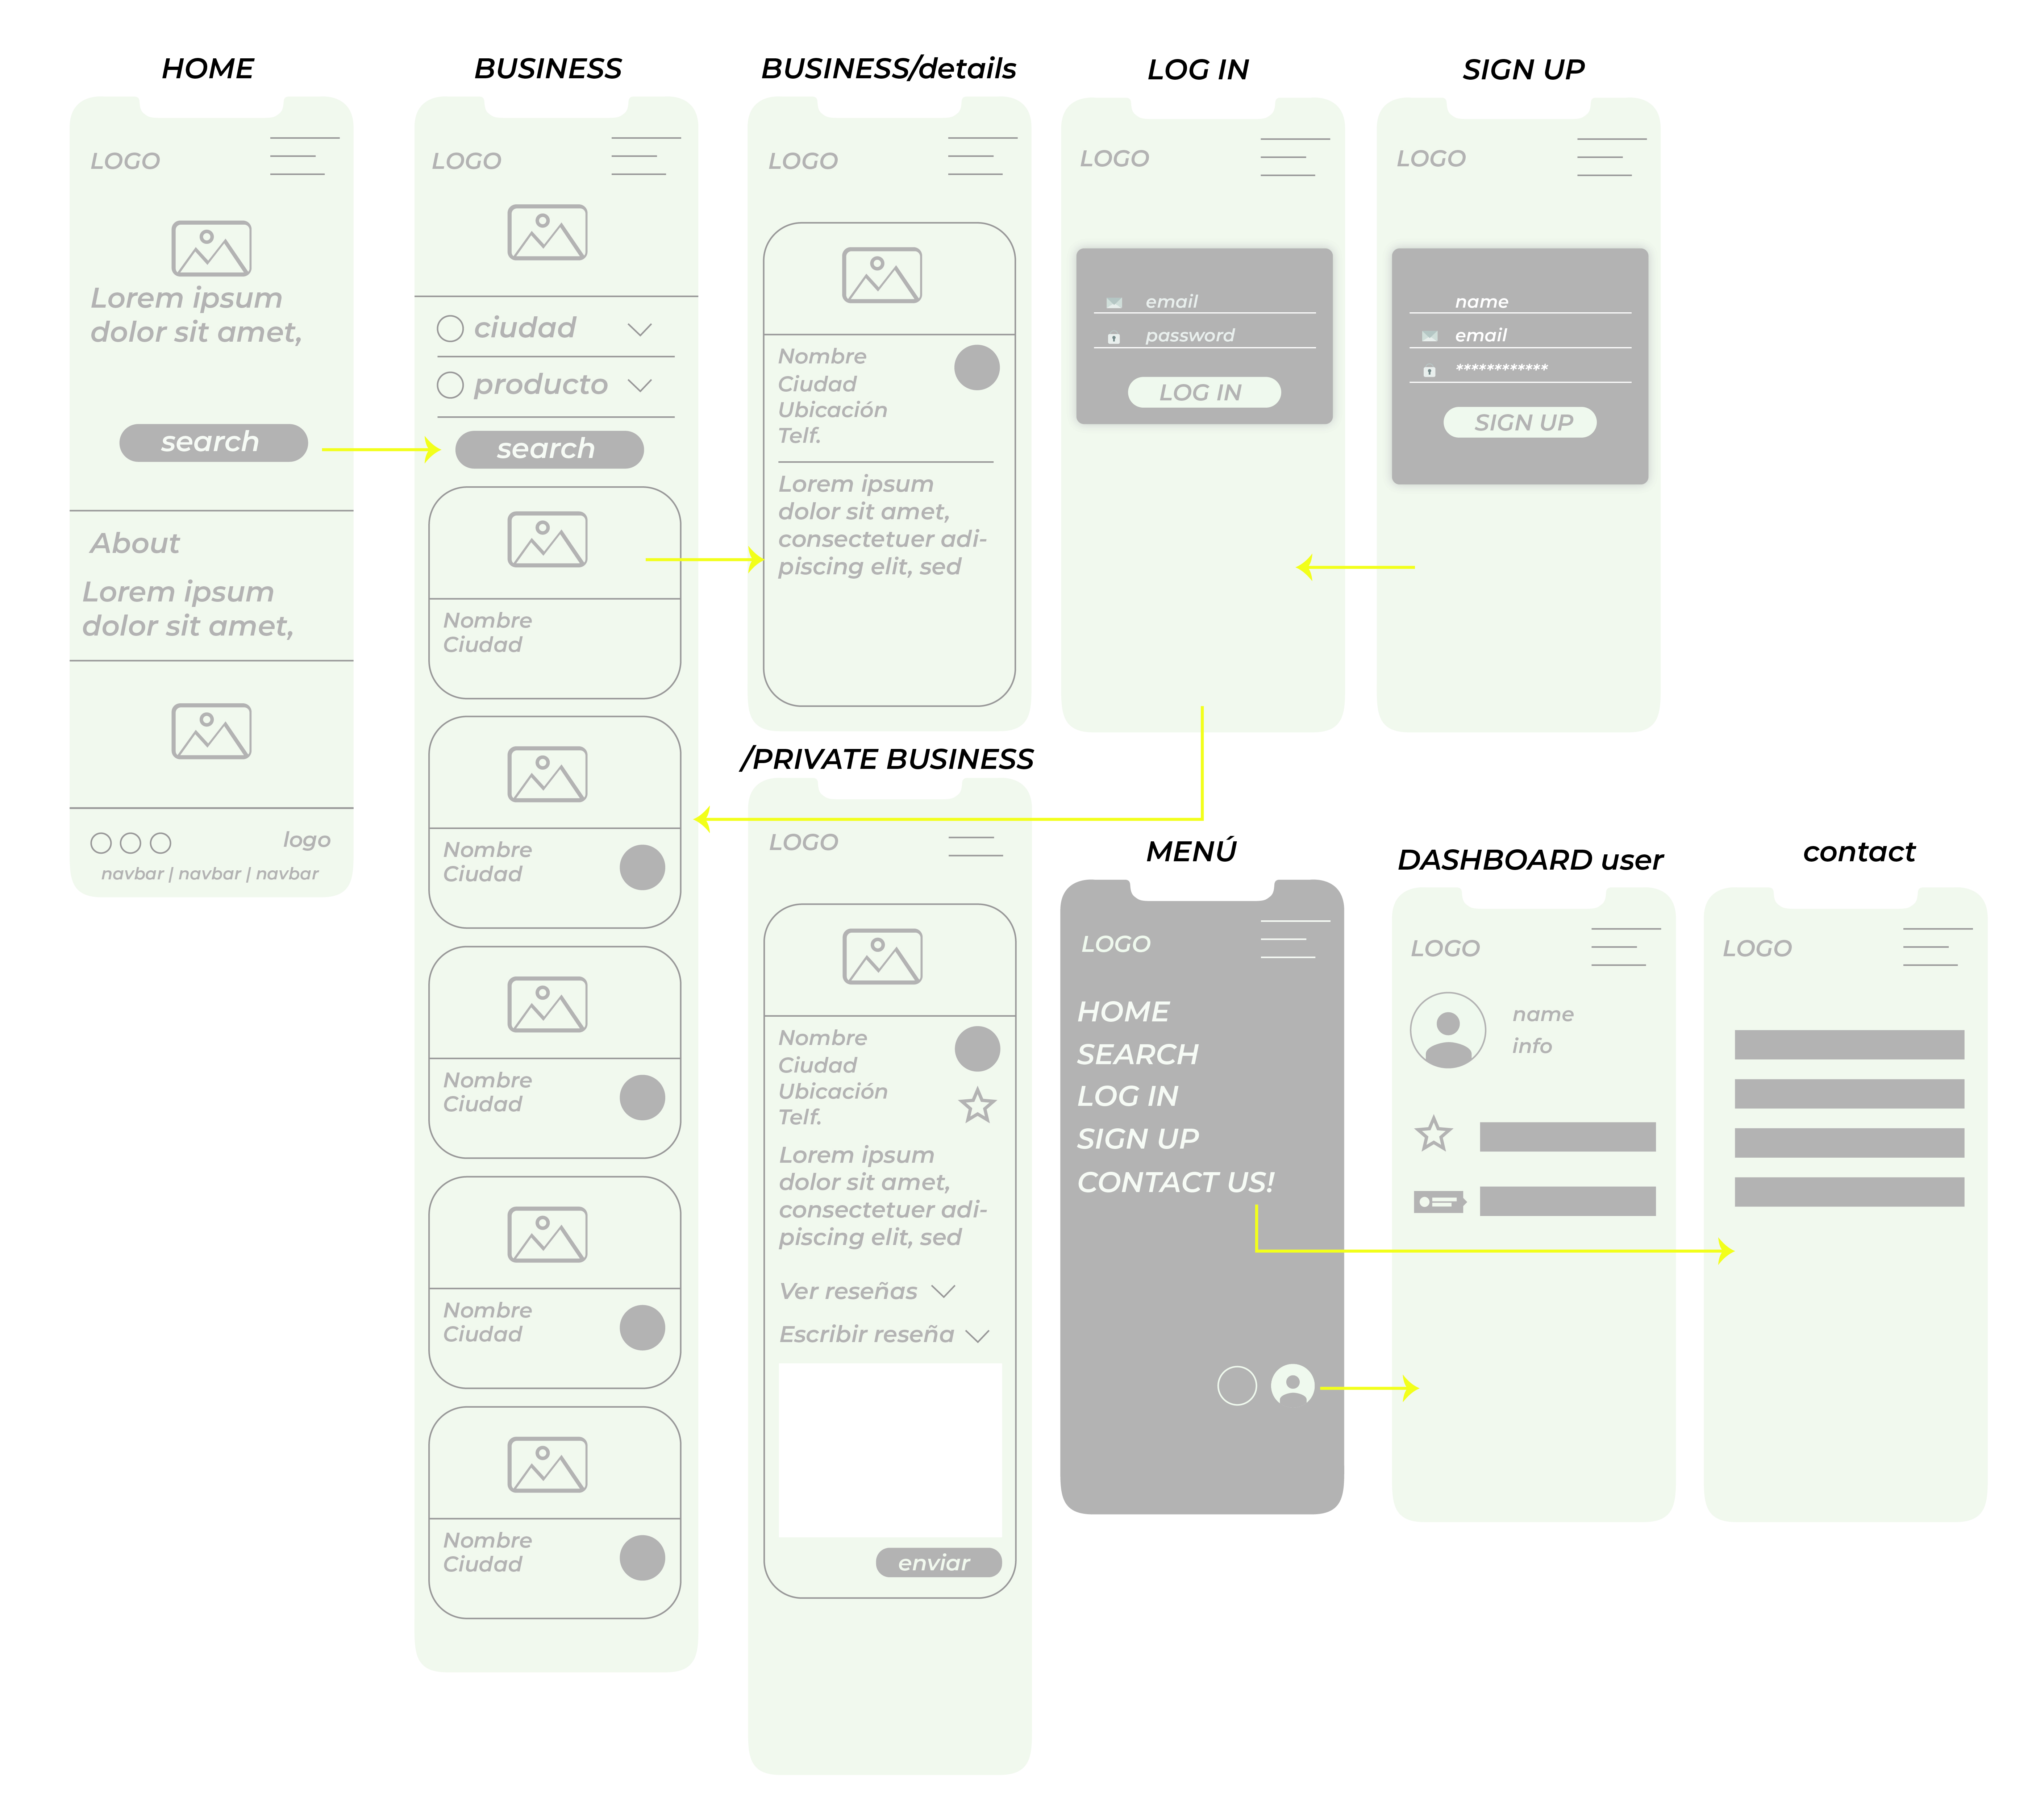 HOME
LOGO
Lorem ipsum
dolor sit amet,
search
About
Lorem ipsum
dolor sit amet,
logo
navbar | navbar | navbar
BUSINESS
LOGO
ciudad
producto
search
Nombre
Ciudad
Nombre
Ciudad
Nombre
Ciudad
Nombre
Ciudad
Nombre
Ciudad
BUSINESS/details
LOGO
Nombre
Ciudad
Ubicación
Telf.
Lorem ipsum
dolor sit amet,
consectetuer adi-
piscing elit, sed
LOG IN
LOGO
email
password
LOG IN
SIGN UP
LOGO
name
email
************
SIGN UP
/PRIVATE BUSINESS
LOGO
Nombre
Ciudad
Ubicación
Telf.
Lorem ipsum
dolor sit amet,
consectetuer adi-
piscing elit, sed
Ver reseñas
Escribir reseña
enviar
MENÚ
LOGO
HOME
SEARCH
LOG IN
SIGN UP
CONTACT US!
DASHBOARD user
LOGO
name
info
contact
LOGO